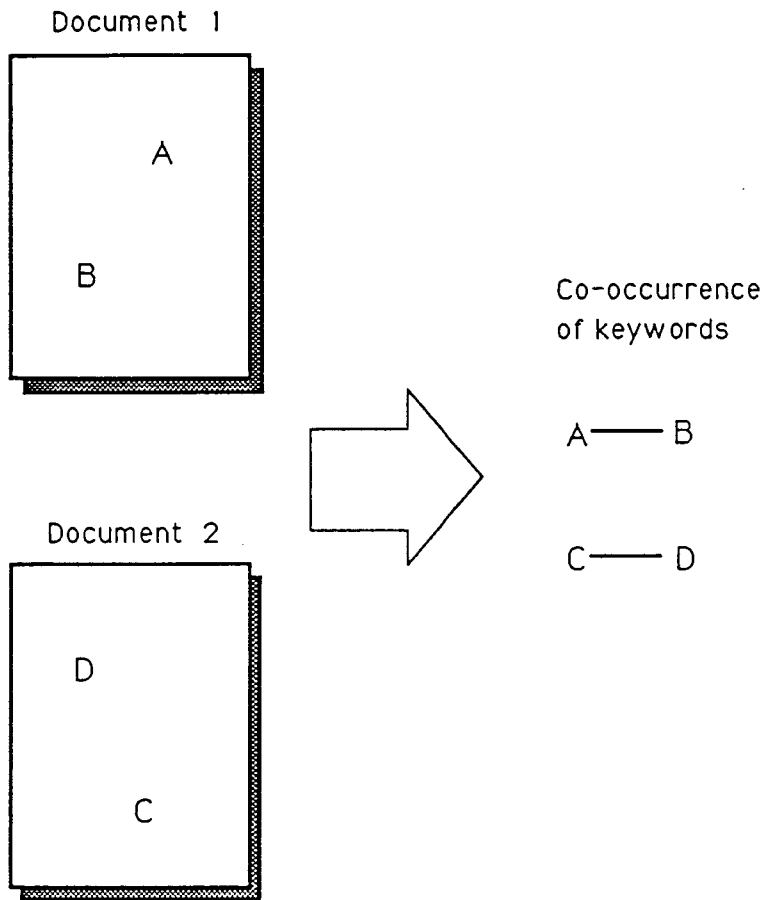 Document 1
A
B
Document 2
D
C
Co-occurrence
of keywords
A B
C D